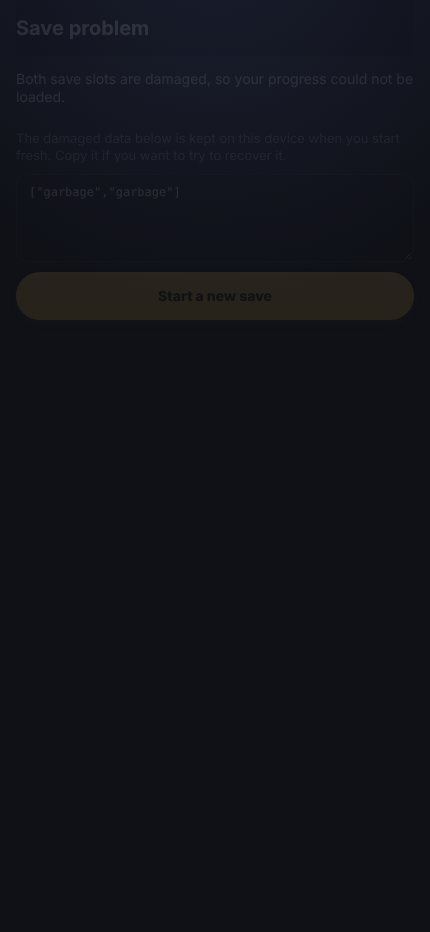 Save problem
Both save slots are damaged, so your progress could not be
loaded.
The damaged data below is kept on this device when you start
fresh. Copy it if you want to try to recover it.
["garbage","garbage"]
Start a new save